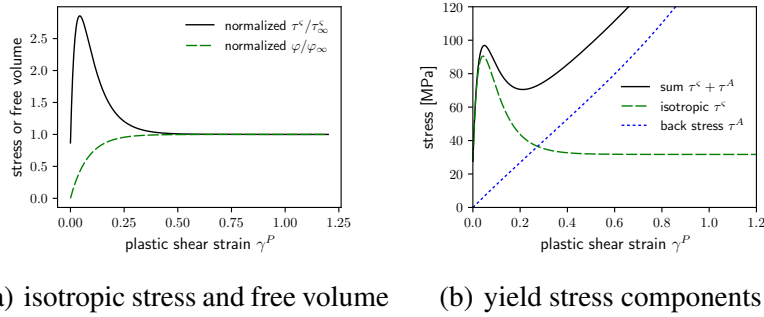 stress or free volume
2.5
2.0
1.5
1.0
0.5
0.0
normalized τ^ς/τ^ς_∞
normalized φ/φ_∞
0.00 0.25 0.50 0.75 1.00 1.25
plastic shear strain γ^P
stress [MPa]
120
100
80
60
40
20
0
sum τ^ς + τ^A
isotropic τ^ς
back stress τ^A
0.0 0.2 0.4 0.6 0.8 1.0 1.2
plastic shear strain γ^P
) isotropic stress and free volume
(b) yield stress components